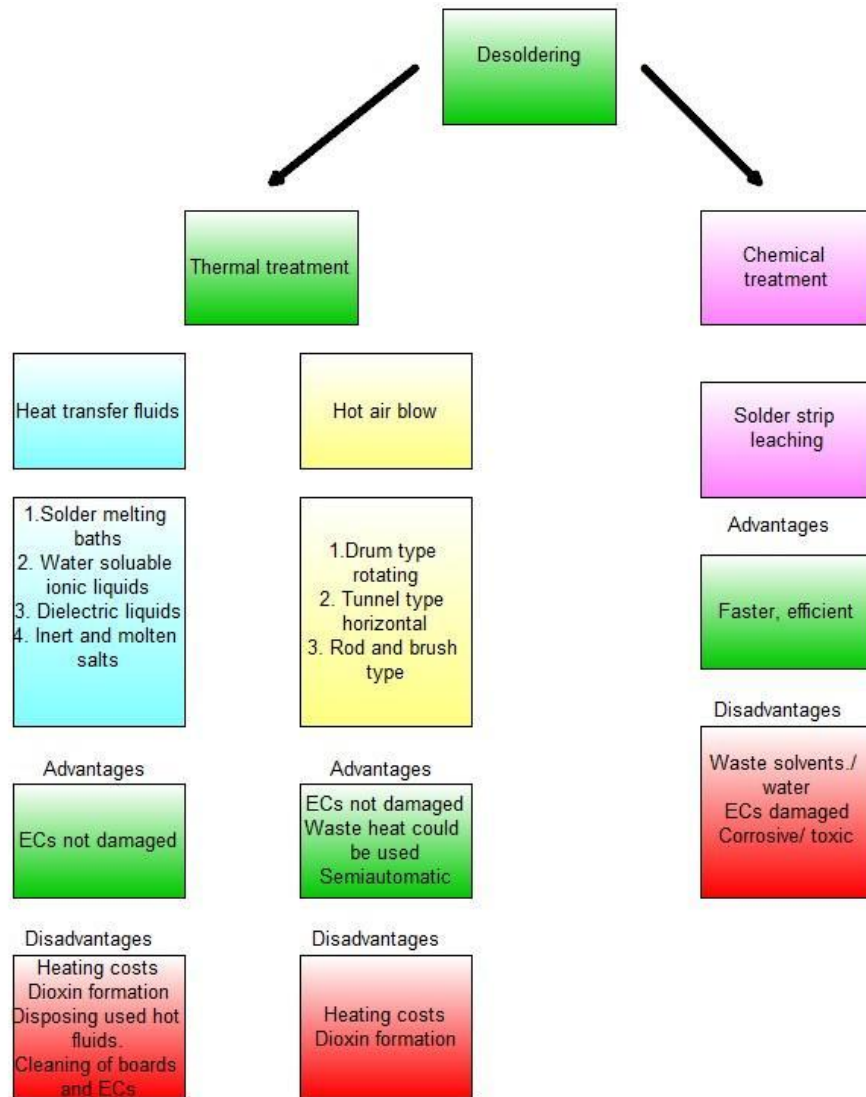 Desoldering
Thermal treatment
Chemical
treatment
Heat transfer fluids
Hot air blow
Solder strip
leaching
1.Solder melting
baths
2. Water soluable
ionic liquids
3. Dielectric liquids
4. Inert and molten
salts
1.Drum type
rotating
2. Tunnel type
horizontal
3. Rod and brush
type
Advantages
Faster, efficient
Disadvantages
Waste solvents./
water
ECs damaged
Corrosive/ toxic
Advantages
ECs not damaged
Advantages
ECs not damaged
Waste heat could
be used
Semiautomatic
Disadvantages
Heating costs
Dioxin formation
Disposing used hot
fluids.
Cleaning of boards
and ECs
Disadvantages
Heating costs
Dioxin formation